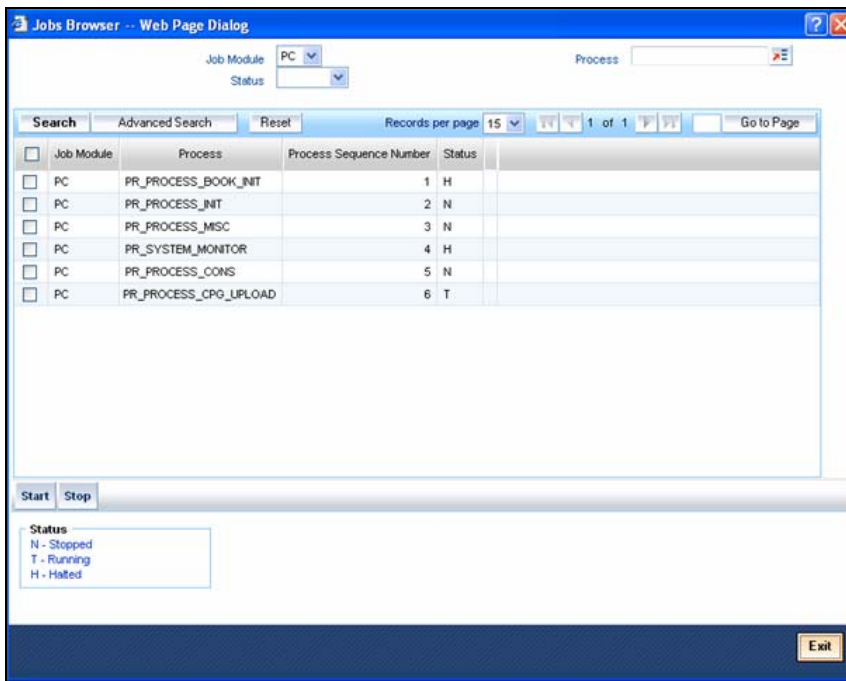 Jobs Browser -- Web Page Dialog
Job Module PC Process
Status
Search Advanced Search Reset Records per page 15 1 of 1 Go to Page
Job Module Process Process Sequence Number Status
PC PR_PROCESS_BOOK_INIT 1 H
PC PR_PROCESS_INIT 2 N
PC PR_PROCESS_MISC 3 N
PC PR_SYSTEM_MONITOR 4 H
PC PR_PROCESS_CONS 5 N
PC PR_PROCESS_CPG_UPLOAD 6 T
Start Stop
Status
N - Stopped
T - Running
H - Halted
Exit